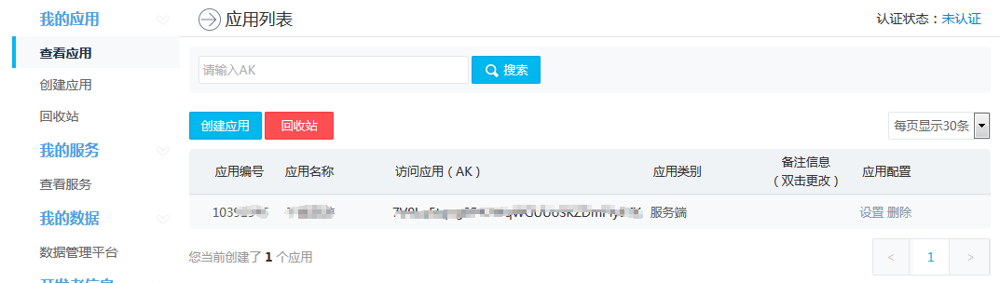 我的应用
查看应用
创建应用
回收站
我的服务
查看服务
我的数据
数据管理平台
开发者信息
应用列表
认证状态：未认证
请输入AK
搜索
创建应用 回收站
每页显示30条
应用编号 应用名称 访问应用（AK） 应用类别 备注信息（双击更改） 应用配置
服务端 设置 删除
您当前创建了 1 个应用
< 1 >